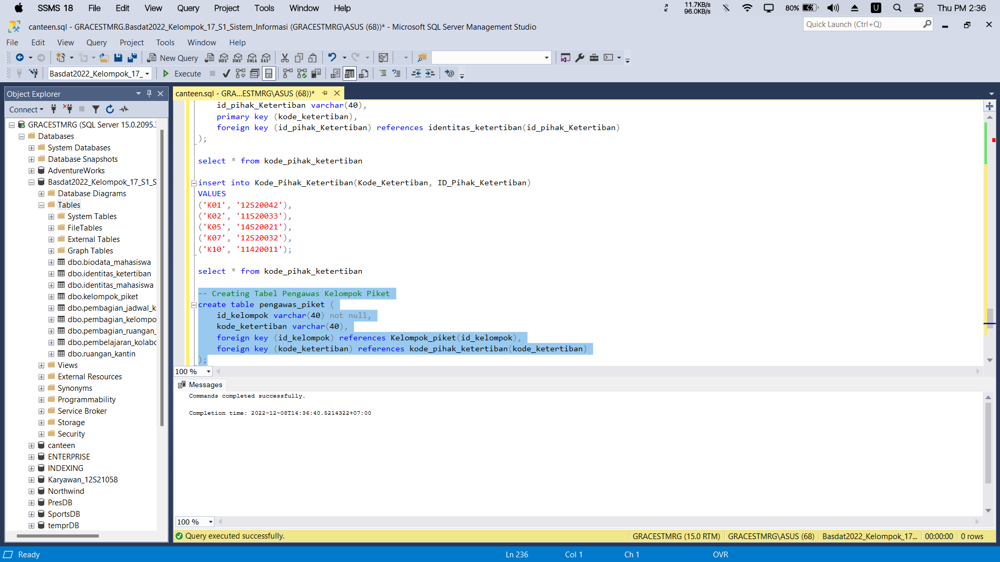 SSMS 18 File Edit View Query Project Tools Window Help
11.7KB/s
96.0KB/s
80%
U
Thu PM 2:36
canteen.sql - GRACESTMRG.Basdat2022_Kelompok_17_S1_Sistem_Informasi (GRACESTMRG\ASUS (68))* - Microsoft SQL Server Management Studio
Quick Launch (Ctrl+Q)
File Edit View Query Project Tools Window Help
New Query
MDX DMX XMLA DAX
Basdat2022_Kelompok_17_
Execute
Object Explorer
Connect
GRACESTMRG (SQL Server 15.0.2095.3
Databases
System Databases
Database Snapshots
AdventureWorks
Basdat2022_Kelompok_17_S1_S
Database Diagrams
Tables
System Tables
FileTables
External Tables
Graph Tables
dbo.biodata_mahasiswa
dbo.identitas_ketertiban
dbo.identitas_mahasiswa
dbo.kelompok_piket
dbo.pembagian_jadwal_k
dbo.pembagian_kelompo
dbo.pembagian_ruangan_
dbo.pembelajaran_kolabo
dbo.ruangan_kantin
Views
External Resources
Synonyms
Programmability
Service Broker
Storage
Security
canteen
ENTERPRISE
INDEXING
Karyawan_12S21058
Northwind
PresDB
SportsDB
temprDB
canteen.sql - GRA...ESTMRG\ASUS (68))*
id_pihak_Ketertiban varchar(40),
primary key (kode_ketertiban),
foreign key (id_pihak_Ketertiban) references identitas_ketertiban(id_pihak_Ketertiban)
);
select * from kode_pihak_ketertiban
insert into Kode_Pihak_Ketertiban(Kode_Ketertiban, ID_Pihak_Ketertiban)
VALUES
('K01', '12S20042'),
('K02', '11S20033'),
('K05', '14S20021'),
('K07', '12S20032'),
('K10', '11420011');
select * from kode_pihak_ketertiban
-- Creating Tabel Pengawas Kelompok Piket
create table pengawas_piket (
id_kelompok varchar(40) not null,
kode_ketertiban varchar(40),
foreign key (id_kelompok) references Kelompok_piket(id_kelompok),
foreign key (kode_ketertiban) references kode_pihak_ketertiban(kode_ketertiban)
);
100 %
Messages
Commands completed successfully.
Completion time: 2022-12-08T14:36:40.5214322+07:00
100 %
Query executed successfully.
GRACESTMRG (15.0 RTM) GRACESTMRG\ASUS (68) Basdat2022_Kelompok_17... 00:00:00 0 rows
Ready
Ln 236 Col 1 Ch 1 OVR